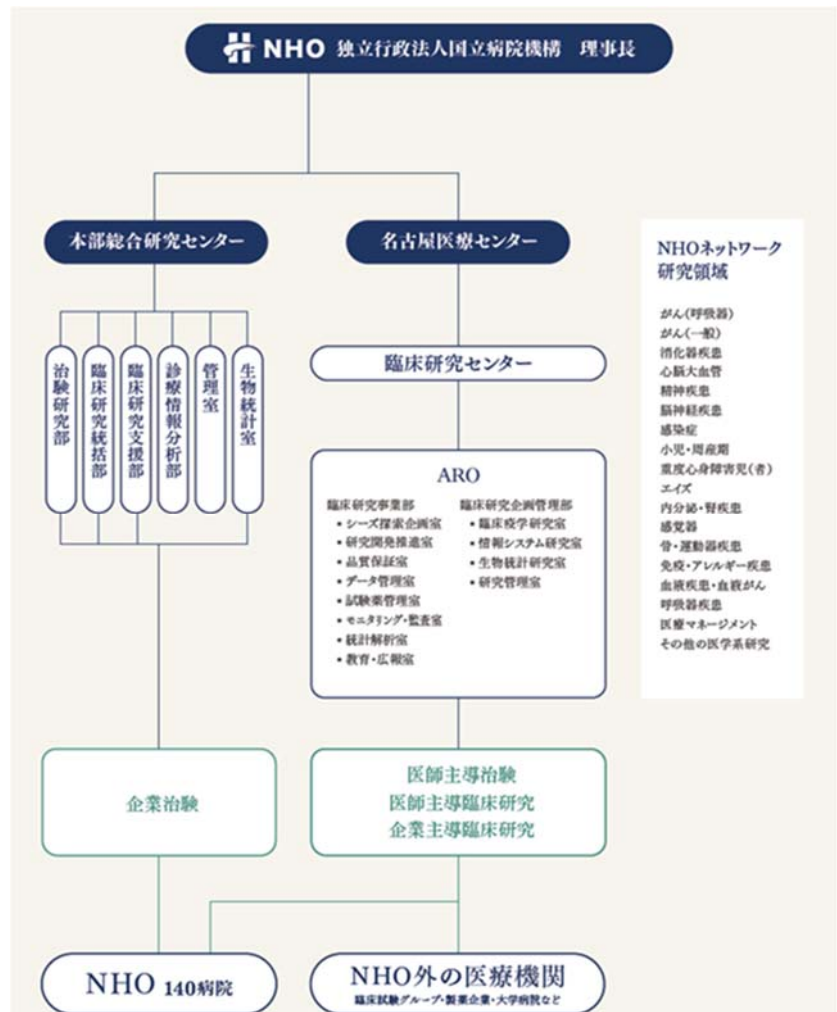 NHO 独立行政法人国立病院機構 理事長
本部総合研究センター
名古屋医療センター
治験研究部
臨床研究統括部
臨床研究支援部
診療情報分析部
管理室
生物統計室
臨床研究センター
ARO
臨床研究事業部
• シーズ探索企画室
• 研究開発推進室
• 品質保証室
• データ管理室
• 試験薬管理室
• モニタリング・監査室
• 統計解析室
• 教育・広報室
臨床研究企画管理部
• 臨床疫学研究室
• 情報システム研究室
• 生物統計研究室
• 研究管理室
NHOネットワーク
研究領域
がん(呼吸器)
がん(一般)
消化器疾患
心脳大血管
精神疾患
脳神経疾患
感染症
小児・周産期
重度心身障害児(者)
エイズ
内分泌・腎疾患
感覚器
骨・運動器疾患
免疫・アレルギー疾患
血液疾患・血液がん
呼吸器疾患
医療マネージメント
その他の医学系研究
企業治験
医師主導治験
医師主導臨床研究
企業主導臨床研究
NHO 140病院
NHO外の医療機関
臨床試験グループ・製薬企業・大学病院など